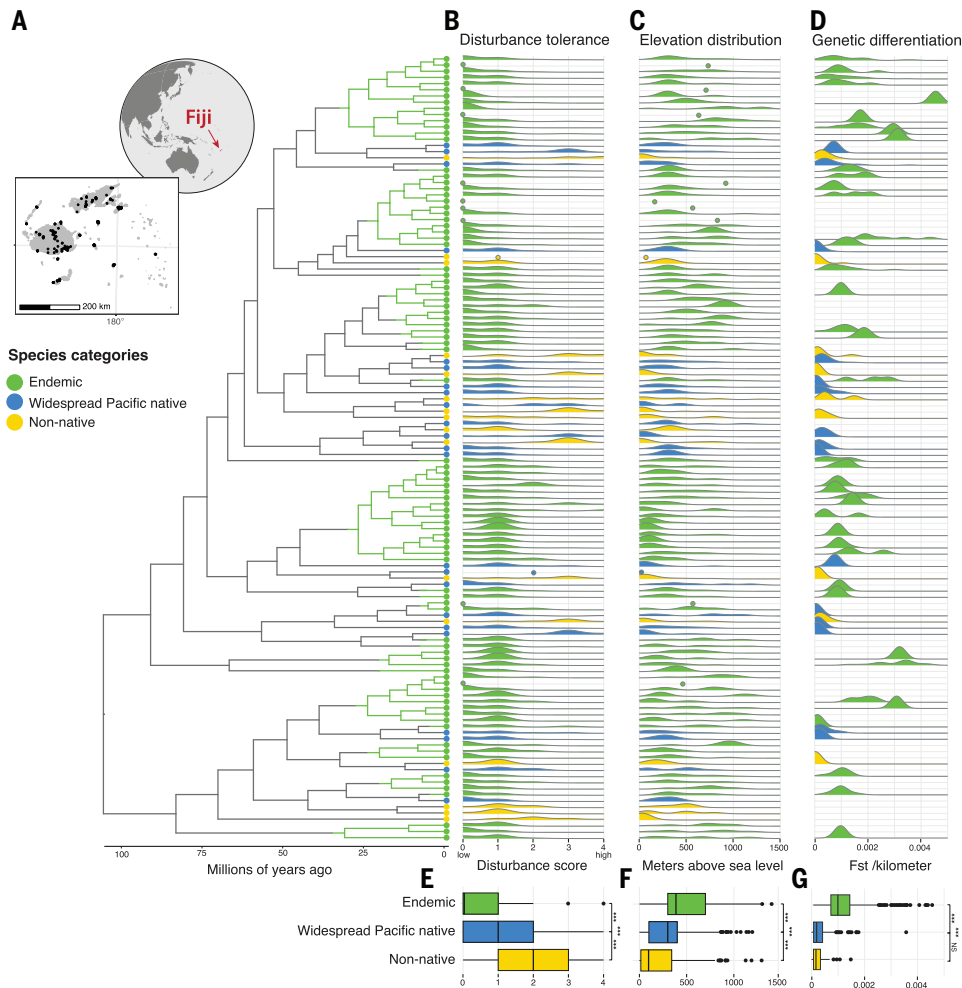 A
B
C
D
Disturbance tolerance
Elevation distribution
Genetic differentiation
Fiji
200 km
180°
Species categories
Endemic
Widespread Pacific native
Non-native
100
75
50
25
0
Millions of years ago
0
1
2
3
4
low
high
Disturbance score
0
500
1000
1500
Meters above sea level
0
0.002
0.004
Fst /kilometer
E
F
G
Endemic
Widespread Pacific native
Non-native
*** ***
***
*** ***
***
*** ***
NS
0
1
2
3
4
0
500
1000
1500
0
0.002
0.004